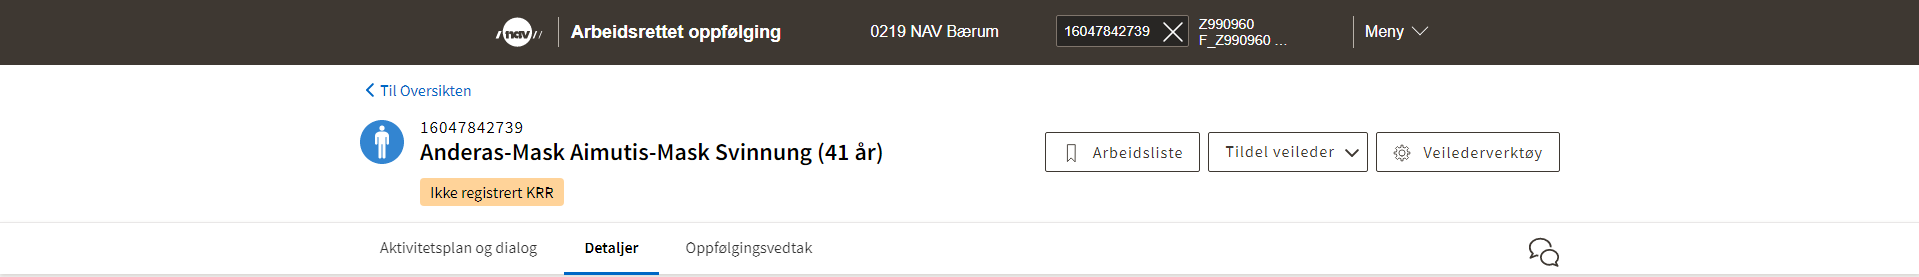 nav
Arbeidsrettet oppfølging
0219 NAV Bærum
16047842739
Z990960
F_Z990960 ...
Meny
Til Oversikten
16047842739
Anderas-Mask Aimutis-Mask Svinnung (41 år)
Arbeidsliste
Tildel veileder
Veilederverktøy
Ikke registrert KRR
Aktivitetsplan og dialog
Detaljer
Oppfølgingsvedtak